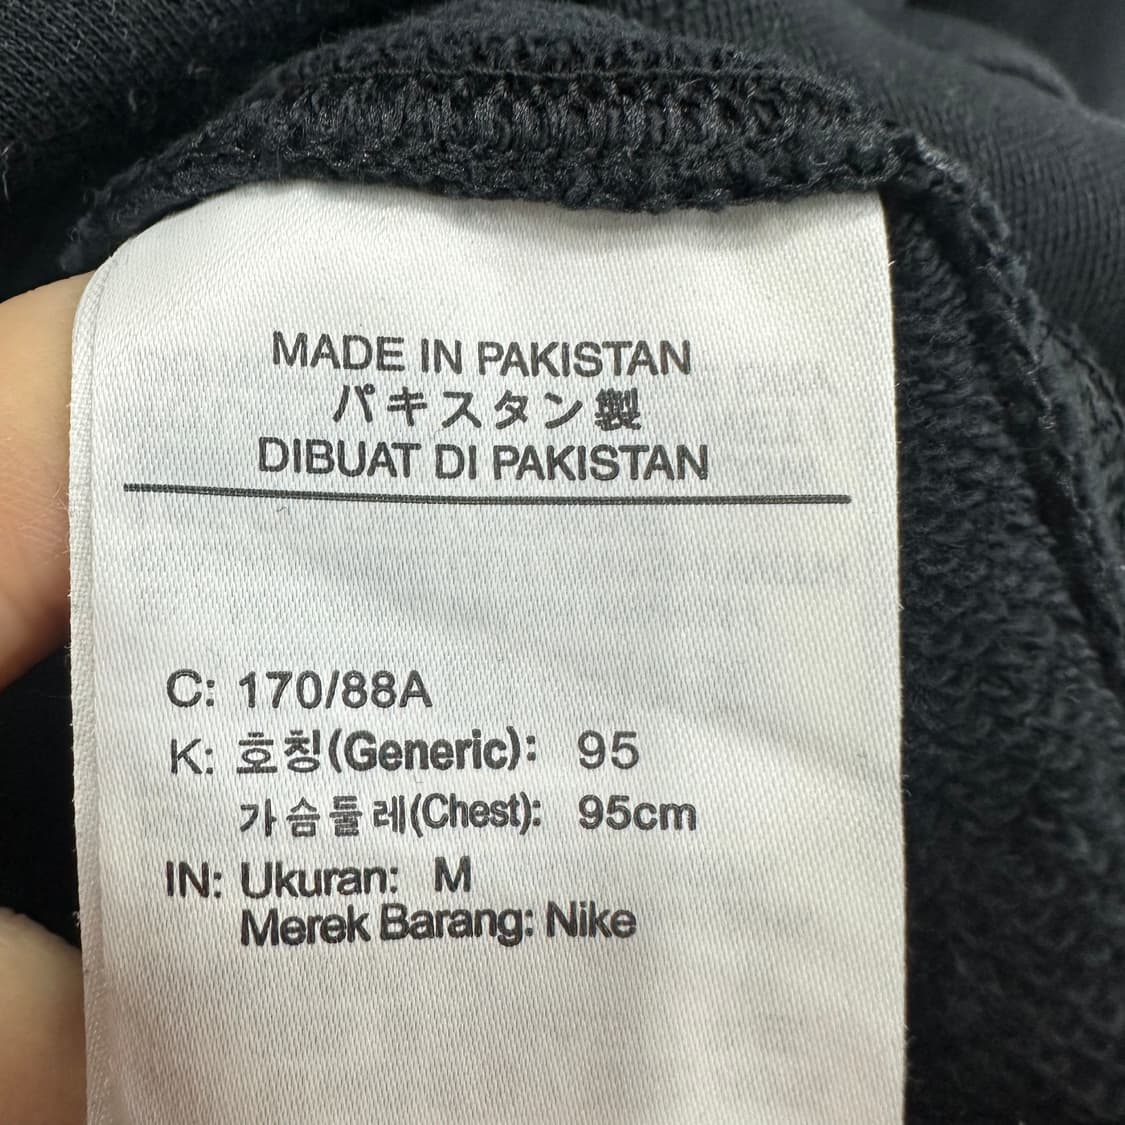 MADE IN PAKISTAN
パキスタン製
DIBUAT DI PAKISTAN
C: 170/88A
K: 호칭(Generic): 95
가슴둘레(Chest): 95cm
IN: Ukuran: M
Merek Barang: Nike